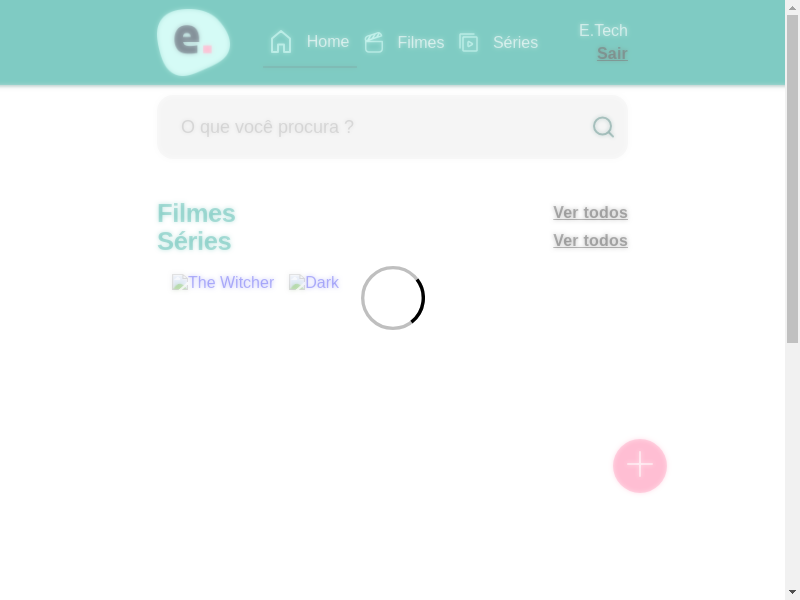 e.
Home
Filmes
Séries
E.Tech
Sair
O que você procura ?
Filmes
Ver todos
Séries
Ver todos
The Witcher
Dark